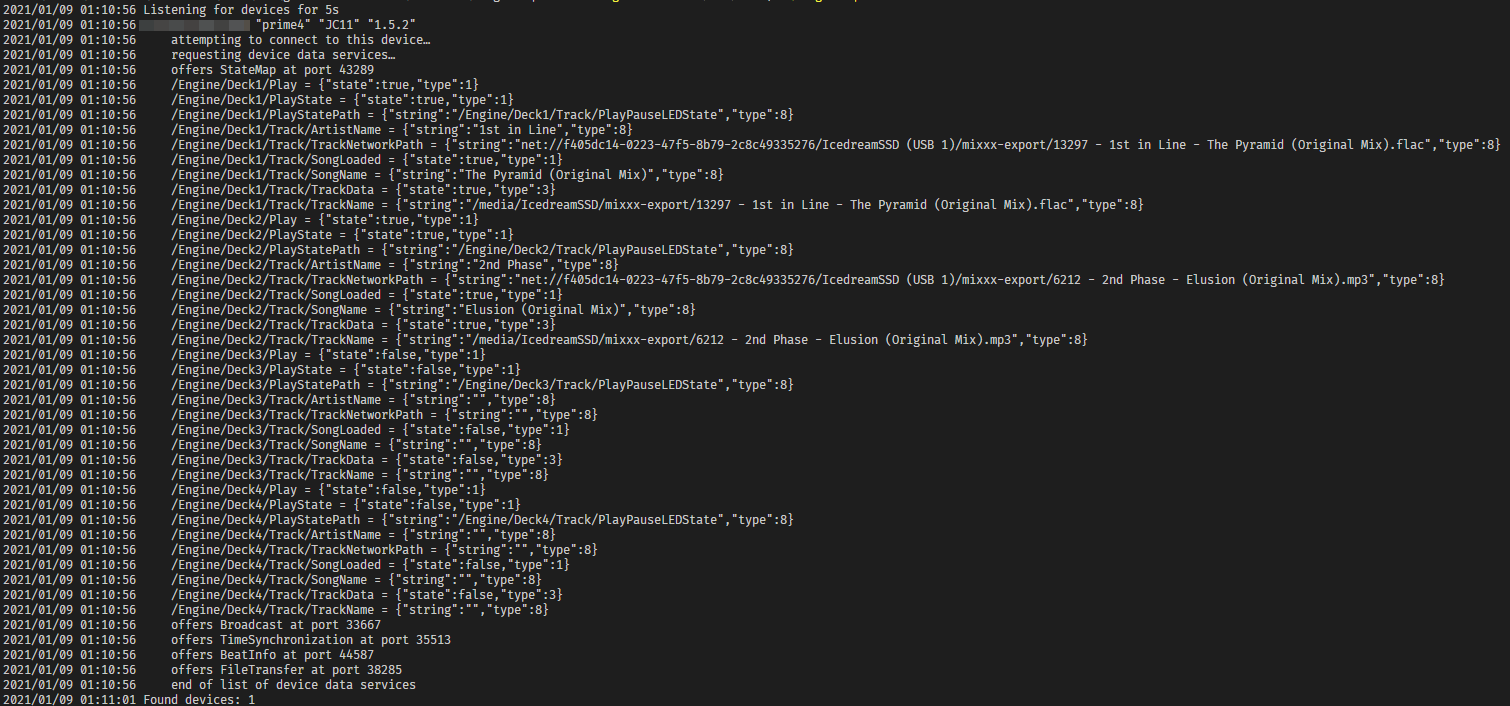 2021/01/09 01:10:56 Listening for devices for 5s
2021/01/09 01:10:56 "prime4" "JC11" "1.5.2"
2021/01/09 01:10:56 attempting to connect to this device…
2021/01/09 01:10:56 requesting device data services…
2021/01/09 01:10:56 offers StateMap at port 43289
2021/01/09 01:10:56 /Engine/Deck1/Play = {"state":true,"type":1}
2021/01/09 01:10:56 /Engine/Deck1/PlayState = {"state":true,"type":1}
2021/01/09 01:10:56 /Engine/Deck1/PlayStatePath = {"string":"/Engine/Deck1/Track/PlayPauseLEDState","type":8}
2021/01/09 01:10:56 /Engine/Deck1/Track/ArtistName = {"string":"1st in Line","type":8}
2021/01/09 01:10:56 /Engine/Deck1/Track/TrackNetworkPath = {"string":"net://f405dc14-0223-47f5-8b79-2c8c49335276/IcedreamSSD (USB 1)/mixxx-export/13297 - 1st in Line - The Pyramid (Original Mix).flac","type":8}
2021/01/09 01:10:56 /Engine/Deck1/Track/SongLoaded = {"state":true,"type":1}
2021/01/09 01:10:56 /Engine/Deck1/Track/SongName = {"string":"The Pyramid (Original Mix)","type":8}
2021/01/09 01:10:56 /Engine/Deck1/Track/TrackData = {"state":true,"type":3}
2021/01/09 01:10:56 /Engine/Deck1/Track/TrackName = {"string":"/media/IcedreamSSD/mixxx-export/13297 - 1st in Line - The Pyramid (Original Mix).flac","type":8}
2021/01/09 01:10:56 /Engine/Deck2/Play = {"state":true,"type":1}
2021/01/09 01:10:56 /Engine/Deck2/PlayState = {"state":true,"type":1}
2021/01/09 01:10:56 /Engine/Deck2/PlayStatePath = {"string":"/Engine/Deck2/Track/PlayPauseLEDState","type":8}
2021/01/09 01:10:56 /Engine/Deck2/Track/ArtistName = {"string":"2nd Phase","type":8}
2021/01/09 01:10:56 /Engine/Deck2/Track/TrackNetworkPath = {"string":"net://f405dc14-0223-47f5-8b79-2c8c49335276/IcedreamSSD (USB 1)/mixxx-export/6212 - 2nd Phase - Elusion (Original Mix).mp3","type":8}
2021/01/09 01:10:56 /Engine/Deck2/Track/SongLoaded = {"state":true,"type":1}
2021/01/09 01:10:56 /Engine/Deck2/Track/SongName = {"string":"Elusion (Original Mix)","type":8}
2021/01/09 01:10:56 /Engine/Deck2/Track/TrackData = {"state":true,"type":3}
2021/01/09 01:10:56 /Engine/Deck2/Track/TrackName = {"string":"/media/IcedreamSSD/mixxx-export/6212 - 2nd Phase - Elusion (Original Mix).mp3","type":8}
2021/01/09 01:10:56 /Engine/Deck3/Play = {"state":false,"type":1}
2021/01/09 01:10:56 /Engine/Deck3/PlayState = {"state":false,"type":1}
2021/01/09 01:10:56 /Engine/Deck3/PlayStatePath = {"string":"/Engine/Deck3/Track/PlayPauseLEDState","type":8}
2021/01/09 01:10:56 /Engine/Deck3/Track/ArtistName = {"string":"","type":8}
2021/01/09 01:10:56 /Engine/Deck3/Track/TrackNetworkPath = {"string":"","type":8}
2021/01/09 01:10:56 /Engine/Deck3/Track/SongLoaded = {"state":false,"type":1}
2021/01/09 01:10:56 /Engine/Deck3/Track/SongName = {"string":"","type":8}
2021/01/09 01:10:56 /Engine/Deck3/Track/TrackData = {"state":false,"type":3}
2021/01/09 01:10:56 /Engine/Deck3/Track/TrackName = {"string":"","type":8}
2021/01/09 01:10:56 /Engine/Deck4/Play = {"state":false,"type":1}
2021/01/09 01:10:56 /Engine/Deck4/PlayState = {"state":false,"type":1}
2021/01/09 01:10:56 /Engine/Deck4/PlayStatePath = {"string":"/Engine/Deck4/Track/PlayPauseLEDState","type":8}
2021/01/09 01:10:56 /Engine/Deck4/Track/ArtistName = {"string":"","type":8}
2021/01/09 01:10:56 /Engine/Deck4/Track/TrackNetworkPath = {"string":"","type":8}
2021/01/09 01:10:56 /Engine/Deck4/Track/SongLoaded = {"state":false,"type":1}
2021/01/09 01:10:56 /Engine/Deck4/Track/SongName = {"string":"","type":8}
2021/01/09 01:10:56 /Engine/Deck4/Track/TrackData = {"state":false,"type":3}
2021/01/09 01:10:56 /Engine/Deck4/Track/TrackName = {"string":"","type":8}
2021/01/09 01:10:56 offers Broadcast at port 33667
2021/01/09 01:10:56 offers TimeSynchronization at port 35513
2021/01/09 01:10:56 offers BeatInfo at port 44587
2021/01/09 01:10:56 offers FileTransfer at port 38285
2021/01/09 01:10:56 end of list of device data services
2021/01/09 01:11:01 Found devices: 1